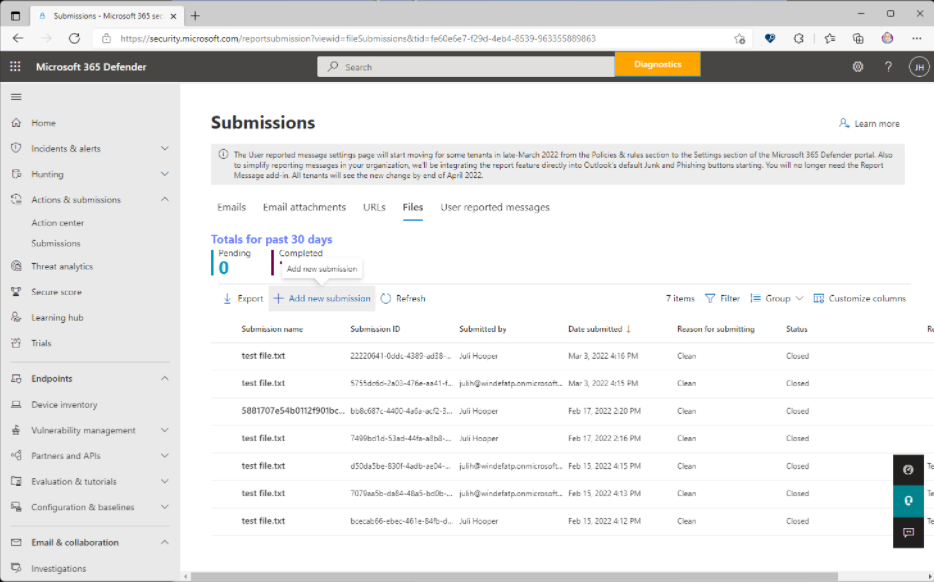 Submissions - Microsoft 365 sec
https://security.microsoft.com/reportsubmission?viewid=fileSubmissions&tid=fe60e6e7-f29d-4eb4-8539-963355889863
Microsoft 365 Defender
Search
Diagnostics
JH
Home
Incidents & alerts
Hunting
Actions & submissions
Action center
Submissions
Threat analytics
Secure score
Learning hub
Trials
Endpoints
Device inventory
Vulnerability management
Partners and APIs
Evaluation & tutorials
Configuration & baselines
Email & collaboration
Investigations
Submissions
Learn more
The User reported message settings page will start moving for some tenants in late-March 2022 from the Policies & rules section to the Settings section of the Microsoft 365 Defender portal. Also
to simplify reporting messages in your organization, we'll be integrating the report feature directly into Outlook's default Junk and Phishing buttons starting. You will no longer need the Report
Message add-in. All tenants will see the new change by end of April 2022.
Emails Email attachments URLs Files User reported messages
Totals for past 30 days
Pending Completed
0
Add new submission
Export Add new submission Refresh 7 items Filter Group Customize columns
Submission name Submission ID Submitted by Date submitted ↓ Reason for submitting Status
test file.txt 22220641-0ddc-4389-ad38-... Juli Hooper Mar 3, 2022 4:16 PM Clean Closed
test file.txt 5755dc6d-2a03-476e-aa41-f... julih@windefatp.onmicrosoft... Mar 3, 2022 4:15 PM Clean Closed
5881707e54b0112f901bc... bb8c687c-4400-4a6a-acf2-3... Juli Hooper Feb 17, 2022 2:20 PM Clean Closed
test file.txt 7499bd1d-53ad-44fa-a8b8-... Juli Hooper Feb 17, 2022 2:16 PM Clean Closed
test file.txt d50da5be-830f-4adb-ae04-... julih@windefatp.onmicrosoft... Feb 15, 2022 4:15 PM Clean Closed
test file.txt 7079aa5b-da84-48a5-bd0b-... julih@windefatp.onmicrosoft... Feb 15, 2022 4:13 PM Clean Closed
test file.txt bcecab66-ebec-461e-84fb-d... Juli Hooper Feb 15, 2022 4:12 PM Clean Closed